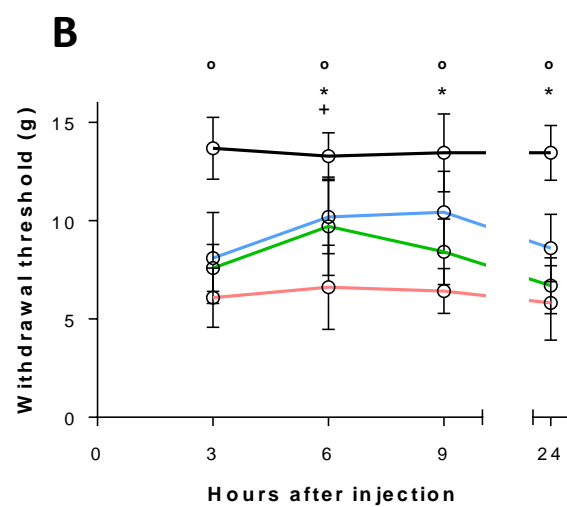 B
o o o o
* * *
+
Withdrawal threshold (g)
15
10
5
0
0 3 6 9 24
Hours after injection